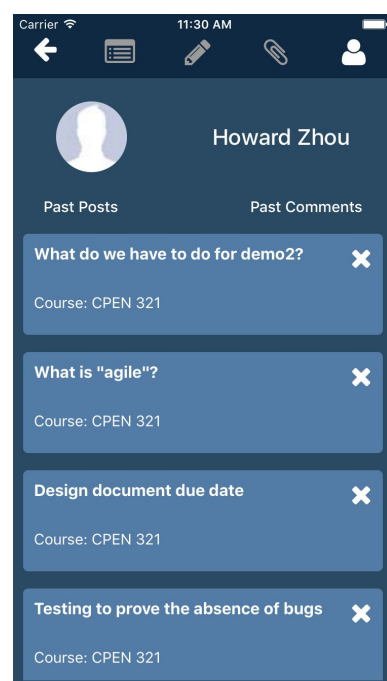 Carrier 11:30 AM
Howard Zhou
Past Posts Past Comments
What do we have to do for demo2?
Course: CPEN 321
What is "agile"?
Course: CPEN 321
Design document due date
Course: CPEN 321
Testing to prove the absence of bugs
Course: CPEN 321